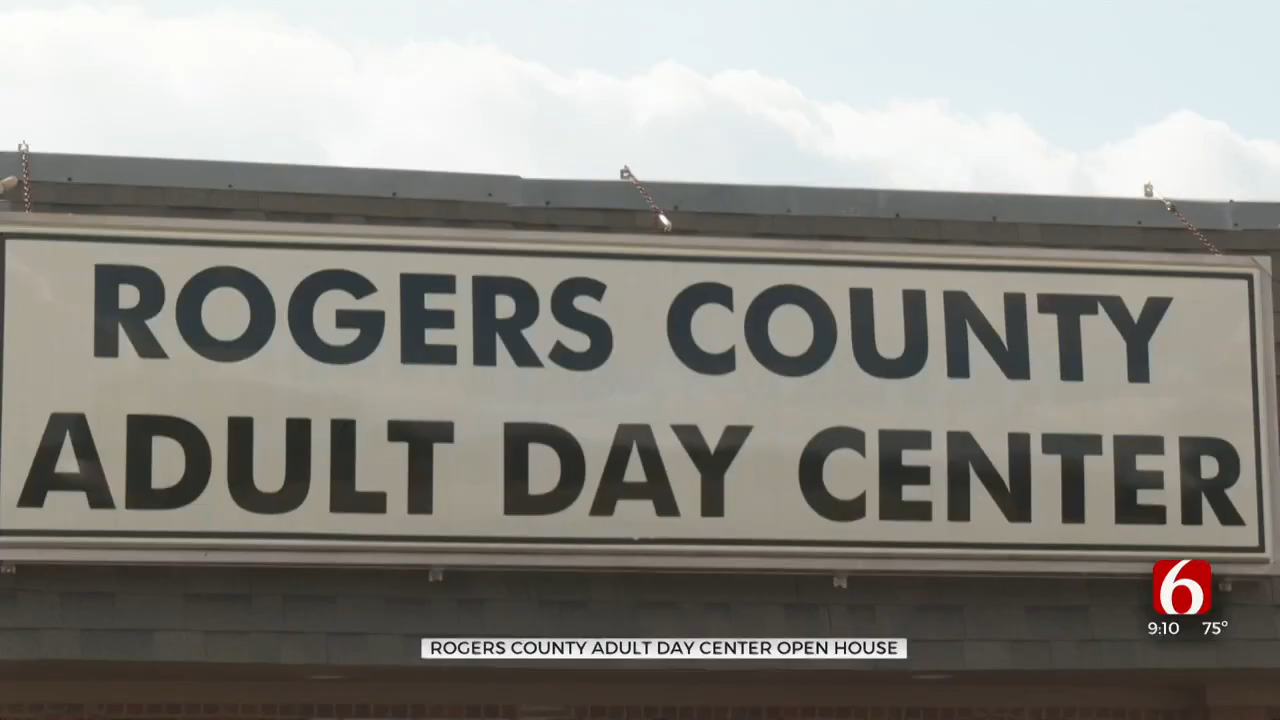 ROGERS COUNTY
ADULT DAY CENTER
6
9:10 75°
ROGERS COUNTY ADULT DAY CENTER OPEN HOUSE